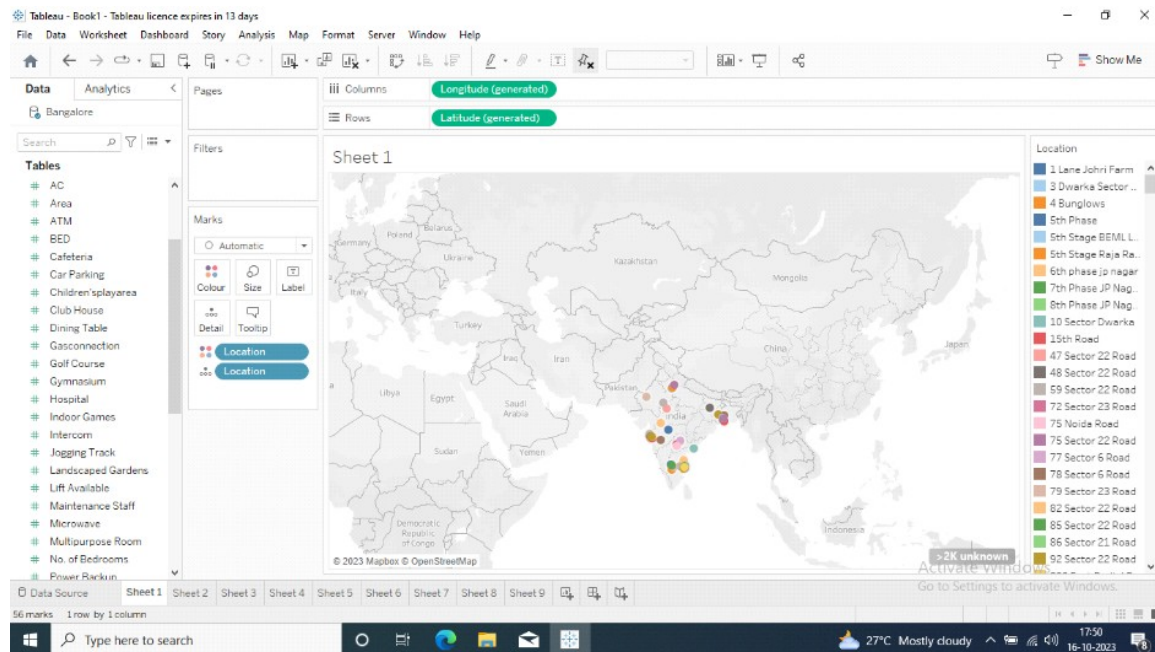 Tableau - Book1 - Tableau licence expires in 13 days
File Data Worksheet Dashboard Story Analysis Map Format Server Window Help
Show Me
Data Analytics
Bangalore
Search
Tables
AC
Area
ATM
BED
Cafeteria
Car Parking
Children'splayarea
Club House
Dining Table
Gasconnection
Golf Course
Gymnasium
Hospital
Indoor Games
Intercom
Jogging Track
Landscaped Gardens
Lift Available
Maintenance Staff
Microwave
Multipurpose Room
No. of Bedrooms
Power Backup
Pages
Filters
Marks
Automatic
Colour Size Label
Detail Tooltip
Location
Location
Columns Longitude (generated)
Rows Latitude (generated)
Sheet 1
Belarus
Poland
Germany
Ukraine
Kazakhstan
Mongolia
Italy
Turkey
China
Japan
Iraq
Iran
Pakistan
Libya
Egypt
Saudi
Arabia
India
Sudan
Yemen
Democratic
Republic
of Congo
Indonesia
© 2023 Mapbox © OpenStreetMap
>2K unknown
Location
1 Lane Johri Farm
3 Dwarka Sector ..
4 Bunglows
5th Phase
5th Stage BEML L..
5th Stage Raja Ra..
6th phase jp nagar
7th Phase JP Nag..
8th Phase JP Nag..
10 Sector Dwarka
15th Road
47 Sector 22 Road
48 Sector 22 Road
59 Sector 22 Road
72 Sector 23 Road
75 Noida Road
75 Sector 22 Road
77 Sector 6 Road
78 Sector 6 Road
79 Sector 23 Road
82 Sector 22 Road
85 Sector 22 Road
86 Sector 21 Road
92 Sector 22 Road
Activate Windows
Go to Settings to activate Windows.
Data Source Sheet 1 Sheet 2 Sheet 3 Sheet 4 Sheet 5 Sheet 6 Sheet 7 Sheet 8 Sheet 9
56 marks 1 row by 1 column
Type here to search
27°C Mostly cloudy
17:50
16-10-2023
8